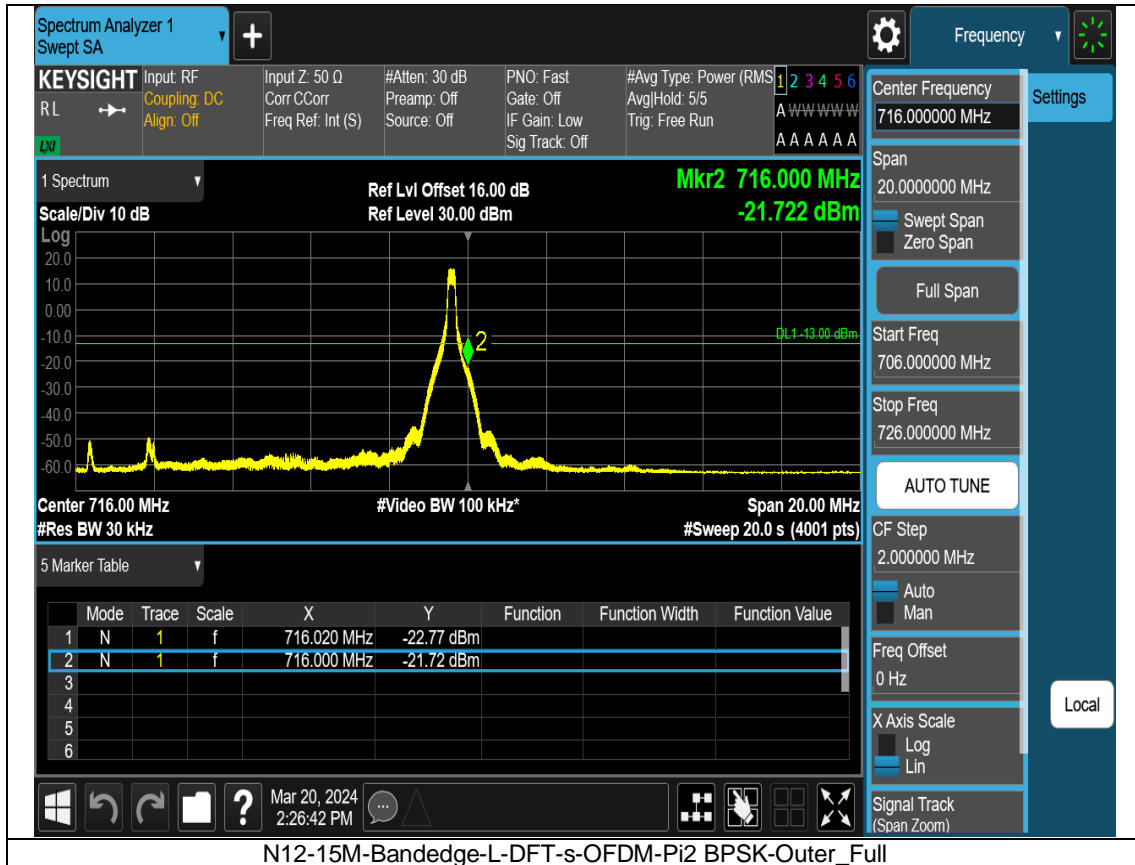 Spectrum Analyzer 1
Swept SA
Frequency
KEYSIGHT
RL
LXI
Input: RF
Coupling: DC
Align: Off
Input Z: 50 Ω
Corr CCorr
Freq Ref: Int (S)
#Atten: 30 dB
Preamp: Off
Source: Off
PNO: Fast
Gate: Off
IF Gain: Low
Sig Track: Off
#Avg Type: Power (RMS
Avg|Hold: 5/5
Trig: Free Run
1 2 3 4 5 6
A W W W W W
A A A A A A
1 Spectrum
Scale/Div 10 dB
Ref Lvl Offset 16.00 dB
Ref Level 30.00 dBm
Mkr2 716.000 MHz
-21.722 dBm
Log
20.0
10.0
0.00
-10.0
-20.0
-30.0
-40.0
-50.0
-60.0
2
DL1 -13.00 dBm
Center 716.00 MHz
#Video BW 100 kHz*
Span 20.00 MHz
#Res BW 30 kHz
#Sweep 20.0 s (4001 pts)
5 Marker Table
Mode Trace Scale X Y Function Function Width Function Value
1 N 1 f 716.020 MHz -22.77 dBm
2 N 1 f 716.000 MHz -21.72 dBm
3
4
5
6
?
Mar 20, 2024
2:26:42 PM
Center Frequency
716.000000 MHz
Settings
Span
20.0000000 MHz
Swept Span
Zero Span
Full Span
Start Freq
706.000000 MHz
Stop Freq
726.000000 MHz
AUTO TUNE
CF Step
2.000000 MHz
Auto
Man
Freq Offset
0 Hz
Local
X Axis Scale
Log
Lin
Signal Track
(Span Zoom)
N12-15M-Bandedge-L-DFT-s-OFDM-Pi2 BPSK-Outer_Full